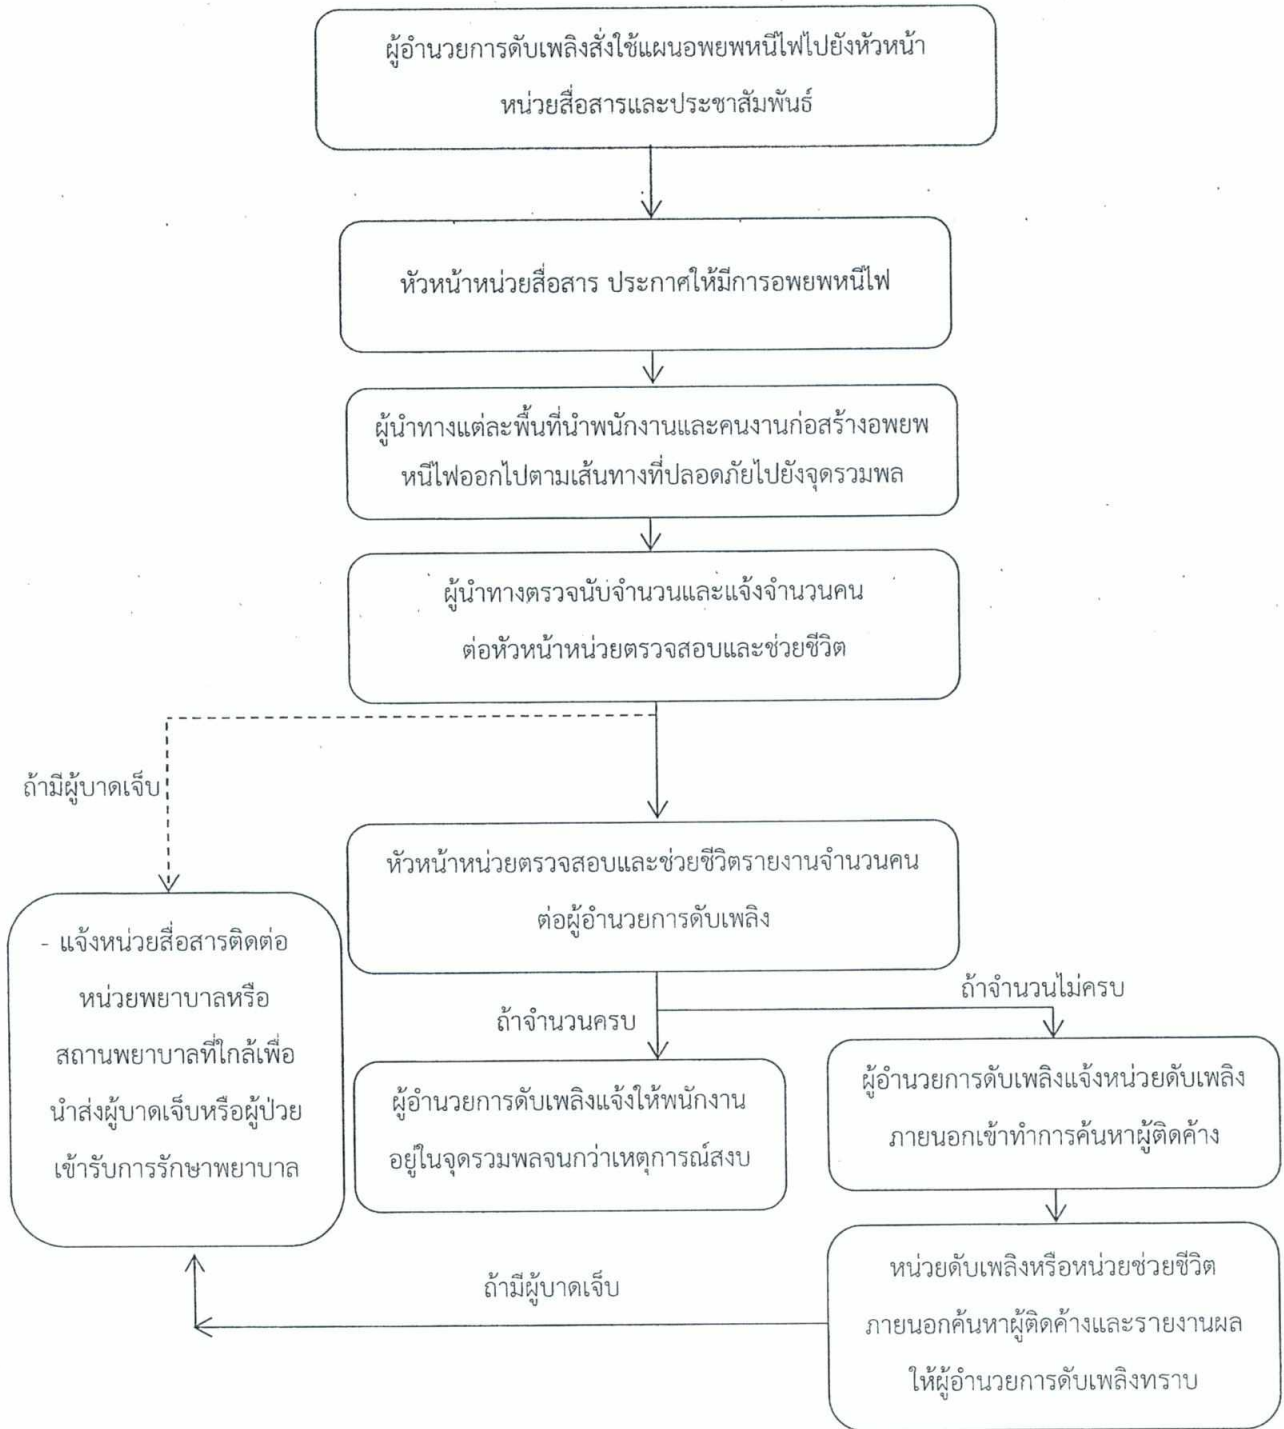 ผู้อำนวยการดับเพลิงสั่งใช้แผนอพยพหนีไฟไปยังหัวหน้า
หน่วยสื่อสารและประชาสัมพันธ์
หัวหน้าหน่วยสื่อสาร ประกาศให้มีการอพยพหนีไฟ
ผู้นำทางแต่ละพื้นที่นำพนักงานและคนงานก่อสร้างอพยพ
หนีไฟออกไปตามเส้นทางที่ปลอดภัยไปยังจุดรวมพล
ผู้นำทางตรวจนับจำนวนและแจ้งจำนวนคน
ต่อหัวหน้าหน่วยตรวจสอบและช่วยชีวิต
ถ้ามีผู้บาดเจ็บ
หัวหน้าหน่วยตรวจสอบและช่วยชีวิตรายงานจำนวนคน
ต่อผู้อำนวยการดับเพลิง
- แจ้งหน่วยสื่อสารติดต่อ
หน่วยพยาบาลหรือ
สถานพยาบาลที่ใกล้เพื่อ
นำส่งผู้บาดเจ็บหรือผู้ป่วย
เข้ารับการรักษาพยาบาล
ถ้าจำนวนครบ
ถ้าจำนวนไม่ครบ
ผู้อำนวยการดับเพลิงแจ้งให้พนักงาน
อยู่ในจุดรวมพลจนกว่าเหตุการณ์สงบ
ผู้อำนวยการดับเพลิงแจ้งหน่วยดับเพลิง
ภายนอกเข้าทำการค้นหาผู้ติดค้าง
หน่วยดับเพลิงหรือหน่วยช่วยชีวิต
ภายนอกค้นหาผู้ติดค้างและรายงานผล
ให้ผู้อำนวยการดับเพลิงทราบ
ถ้ามีผู้บาดเจ็บ